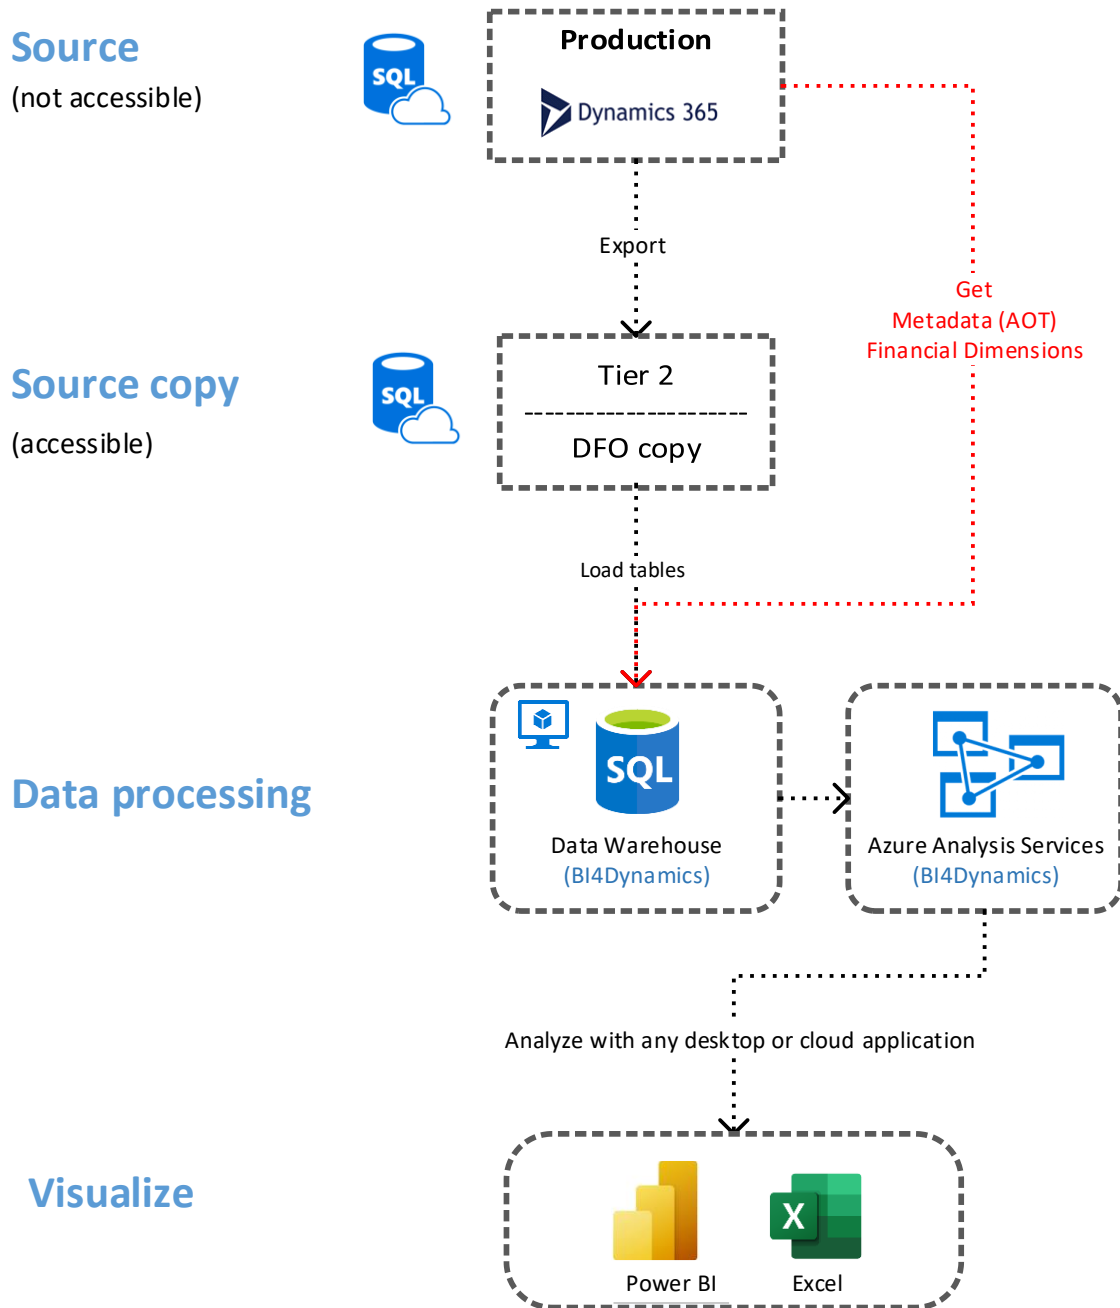 Source
(not accessible)
SQL
Production
Dynamics 365
Export
Get
Metadata (AOT)
Financial Dimensions
Source copy
(accessible)
SQL
Tier 2
----------------------
DFO copy
Load tables
Data processing
SQL
Data Warehouse
(BI4Dynamics)
Azure Analysis Services
(BI4Dynamics)
Analyze with any desktop or cloud application
Visualize
X
Power BI
Excel